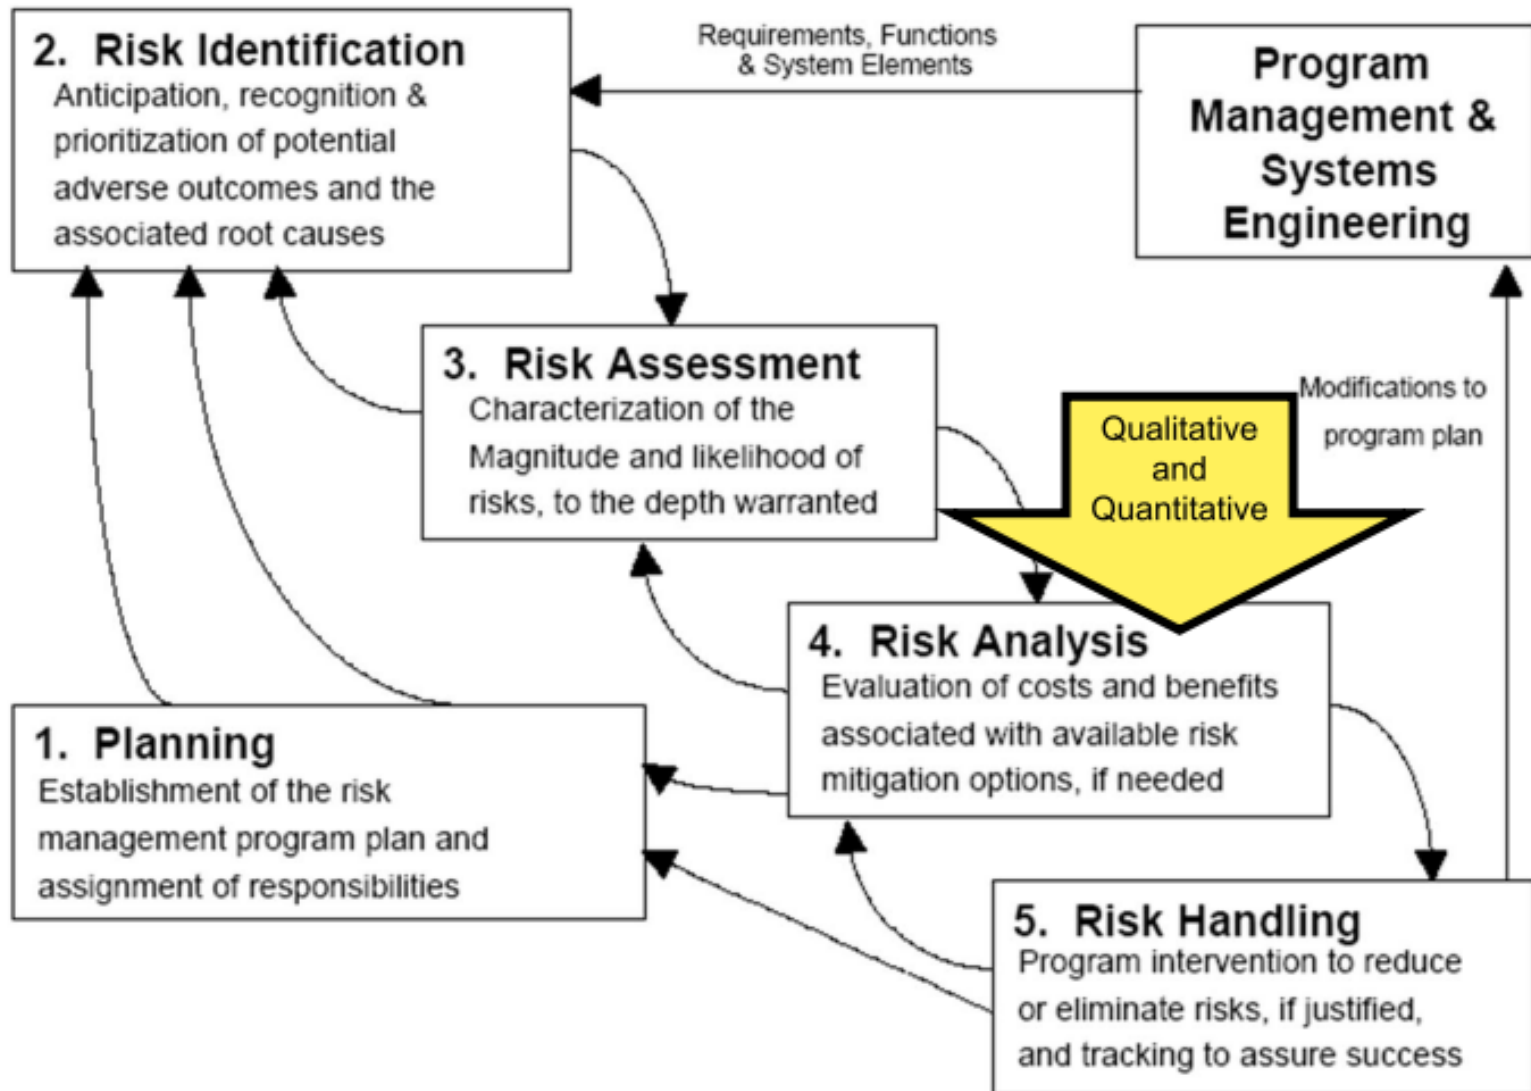 2. Risk Identification
Anticipation, recognition &
prioritization of potential
adverse outcomes and the
associated root causes
Requirements, Functions
& System Elements
Program
Management &
Systems
Engineering
3. Risk Assessment
Characterization of the
Magnitude and likelihood of
risks, to the depth warranted
Qualitative
and
Quantitative
Modifications to
program plan
4. Risk Analysis
Evaluation of costs and benefits
associated with available risk
mitigation options, if needed
1. Planning
Establishment of the risk
management program plan and
assignment of responsibilities
5. Risk Handling
Program intervention to reduce
or eliminate risks, if justified,
and tracking to assure success